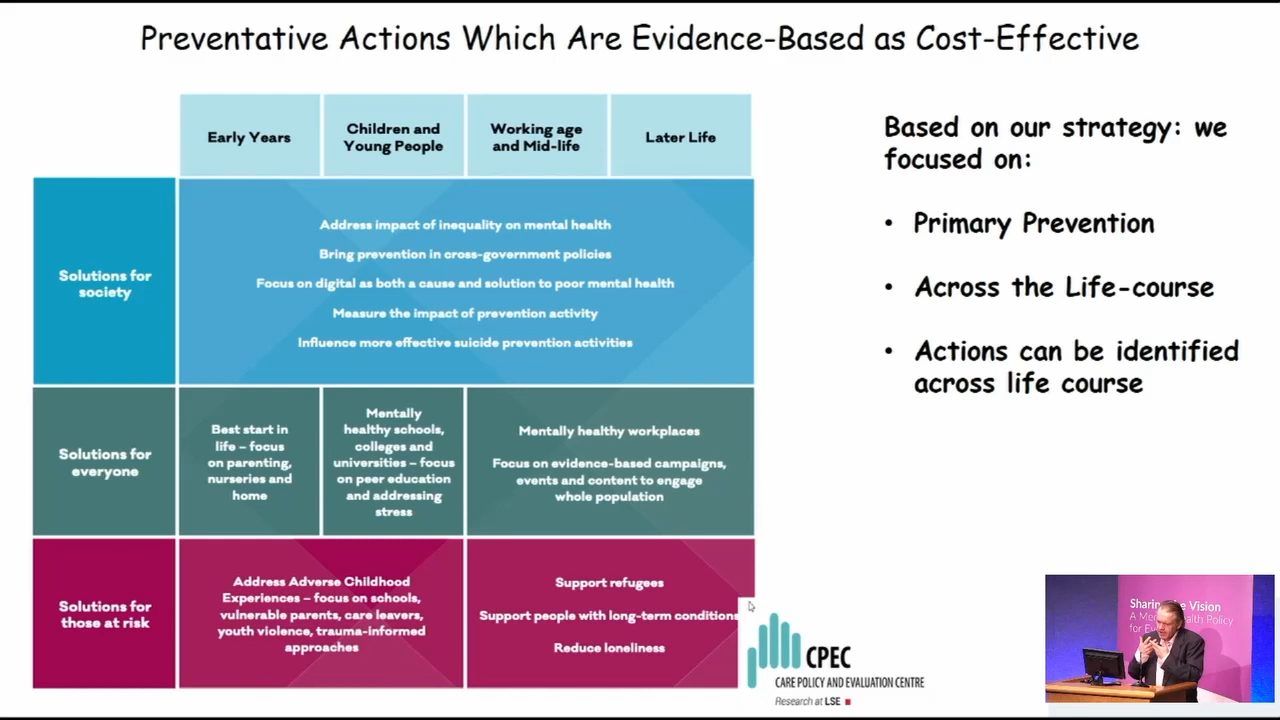 Preventative Actions Which Are Evidence-Based as Cost-Effective
Early Years
Children and
Young People
Working age
and Mid-life
Later Life
Solutions for
society
Address impact of inequality on mental health
Bring prevention in cross-government policies
Focus on digital as both a cause and solution to poor mental health
Measure the impact of prevention activity
Influence more effective suicide prevention activities
Solutions for
everyone
Best start in
life – focus
on parenting,
nurseries and
home
Mentally
healthy schools,
colleges and
universities – focus
on peer education
and addressing
stress
Mentally healthy workplaces
Focus on evidence-based campaigns,
events and content to engage
whole population
Solutions for
those at risk
Address Adverse Childhood
Experiences – focus on schools,
vulnerable parents, care leavers,
youth violence, trauma-informed
approaches
Support refugees
Support people with long-term conditions
Reduce loneliness
Based on our strategy: we
focused on:
• Primary Prevention
• Across the Life-course
• Actions can be identified
across life course
CPEC
CARE POLICY AND EVALUATION CENTRE
Research at LSE
Vision
Policy
for